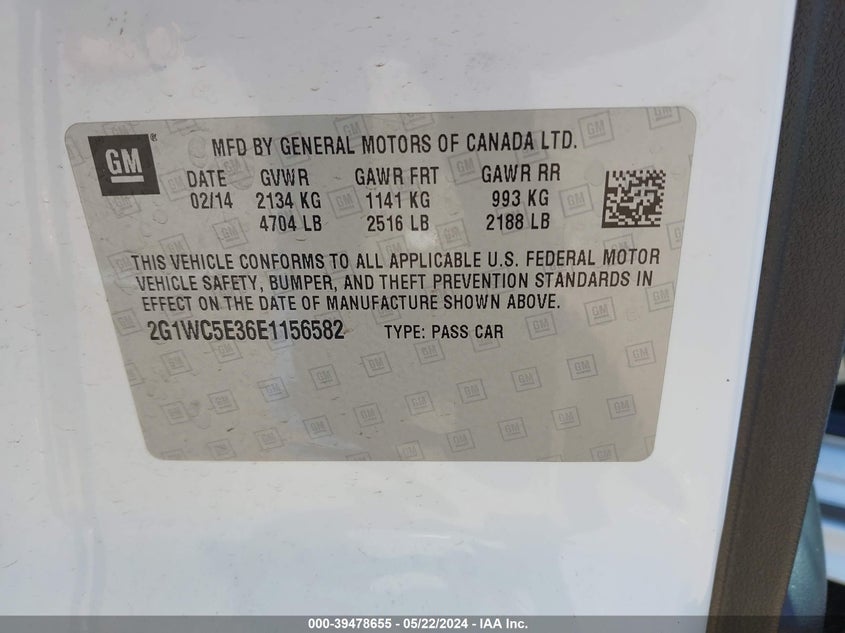 GM®
MFD BY GENERAL MOTORS OF CANADA LTD.
DATE GVWR GAWR FRT GAWR RR
02/14 2134 KG 1141 KG 993 KG
4704 LB 2516 LB 2188 LB
THIS VEHICLE CONFORMS TO ALL APPLICABLE U.S. FEDERAL MOTOR
VEHICLE SAFETY, BUMPER, AND THEFT PREVENTION STANDARDS IN
EFFECT ON THE DATE OF MANUFACTURE SHOWN ABOVE.
2G1WC5E36E1156582 TYPE: PASS CAR
000-39478655 - 05/22/2024 - IAA Inc.